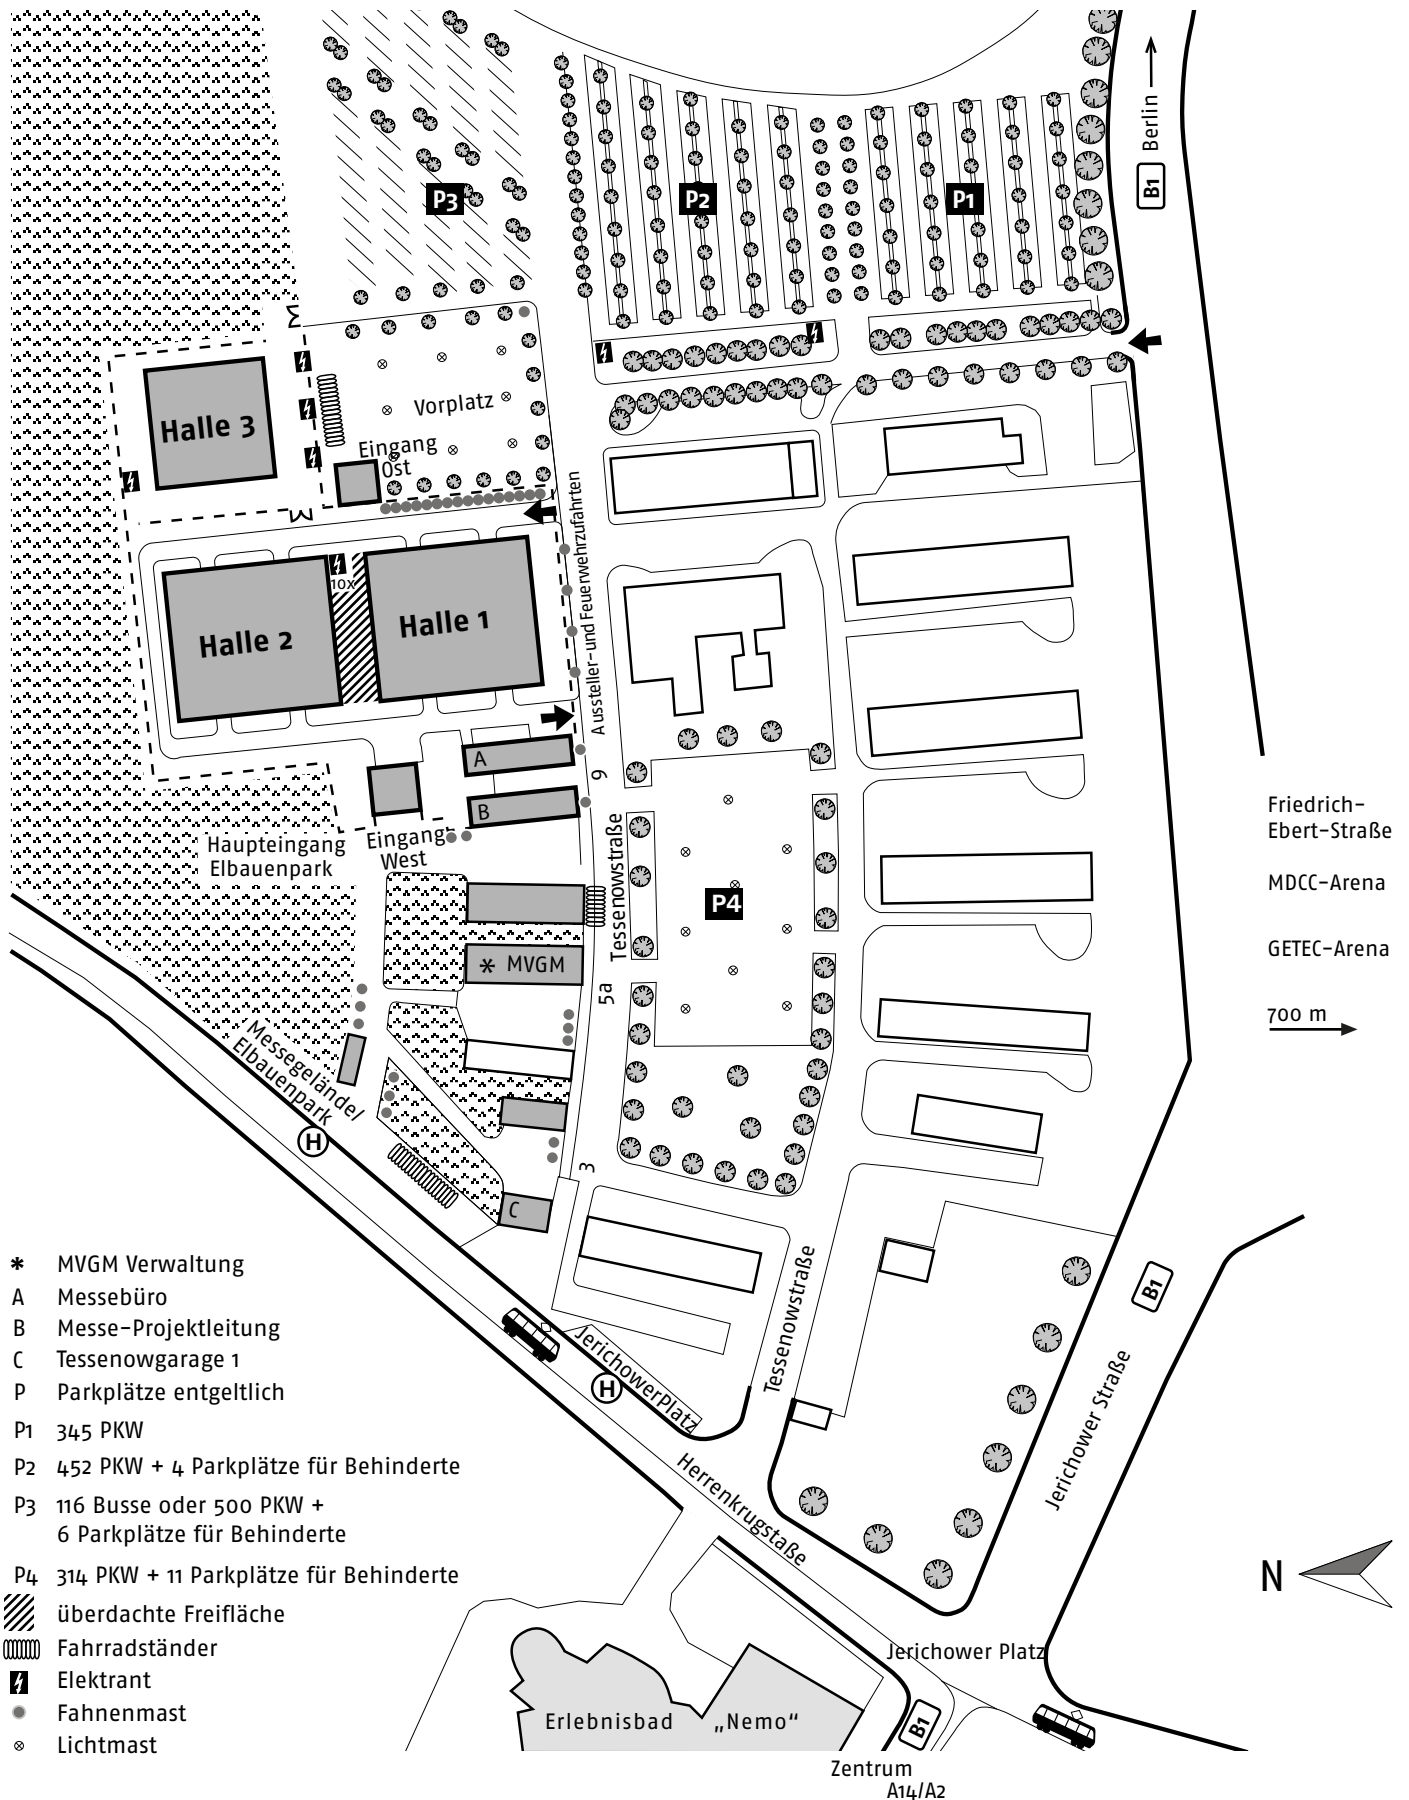 Berlin
B1
P3
P2
P1
Vorplatz
Halle 3
Eingang
Ost
10x
Halle 2
Halle 1
Aussteller-und Feuerwehrzufahrten
A
B
9
Haupteingang
Elbauenpark
Eingang
West
Tessenowstraße
P4
* MVGM
5a
Friedrich-
Ebert-Straße
MDCC-Arena
GETEC-Arena
700 m
Messegelände/
Elbauenpark
H
3
C
* MVGM Verwaltung
A Messebüro
B Messe-Projektleitung
C Tessenowgarage 1
P Parkplätze entgeltlich
P1 345 PKW
P2 452 PKW + 4 Parkplätze für Behinderte
P3 116 Busse oder 500 PKW +
6 Parkplätze für Behinderte
P4 314 PKW + 11 Parkplätze für Behinderte
überdachte Freifläche
Fahrradständer
Elektrant
Fahnenmast
Lichtmast
JerichowerPlatz
H
Tessenowstraße
B1
Jerichower Straße
Herrenkrugstaße
N
Jerichower Platz
Erlebnisbad „Nemo“
B1
Zentrum
A14/A2